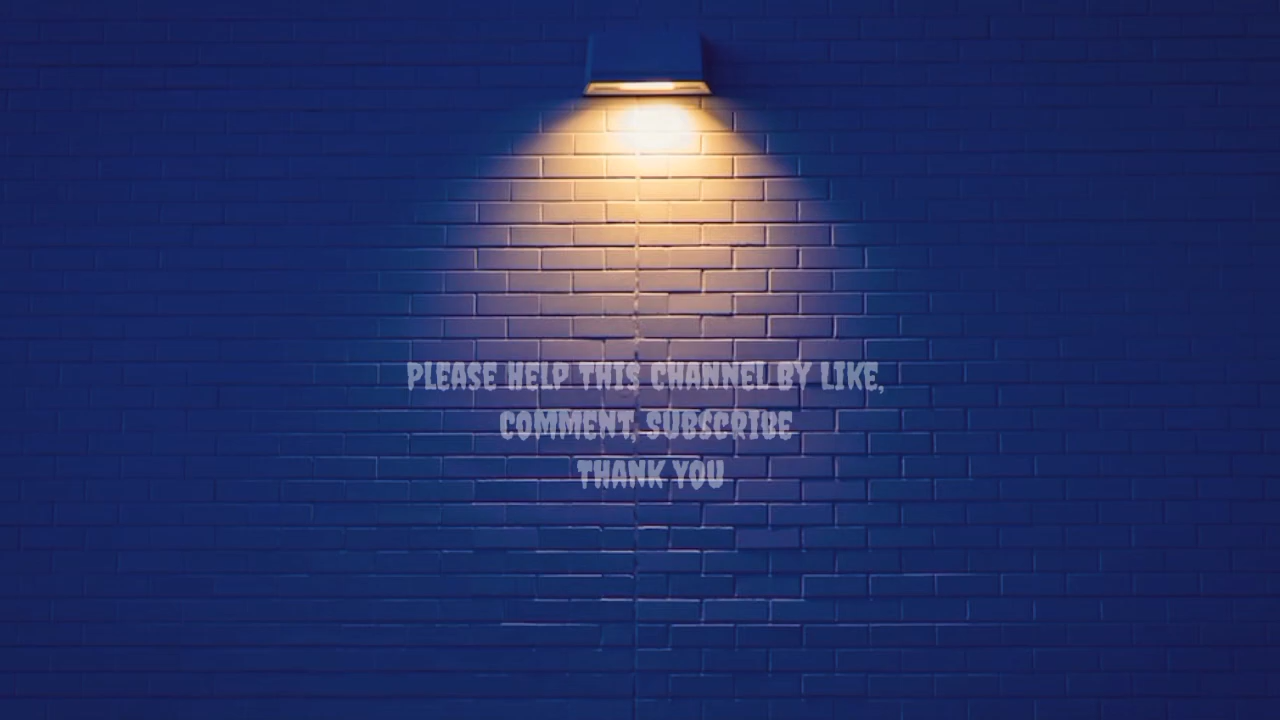 PLEASE HELP THIS CHANNEL BY LIKE,
COMMENT, SUBSCRIBE
THANK YOU